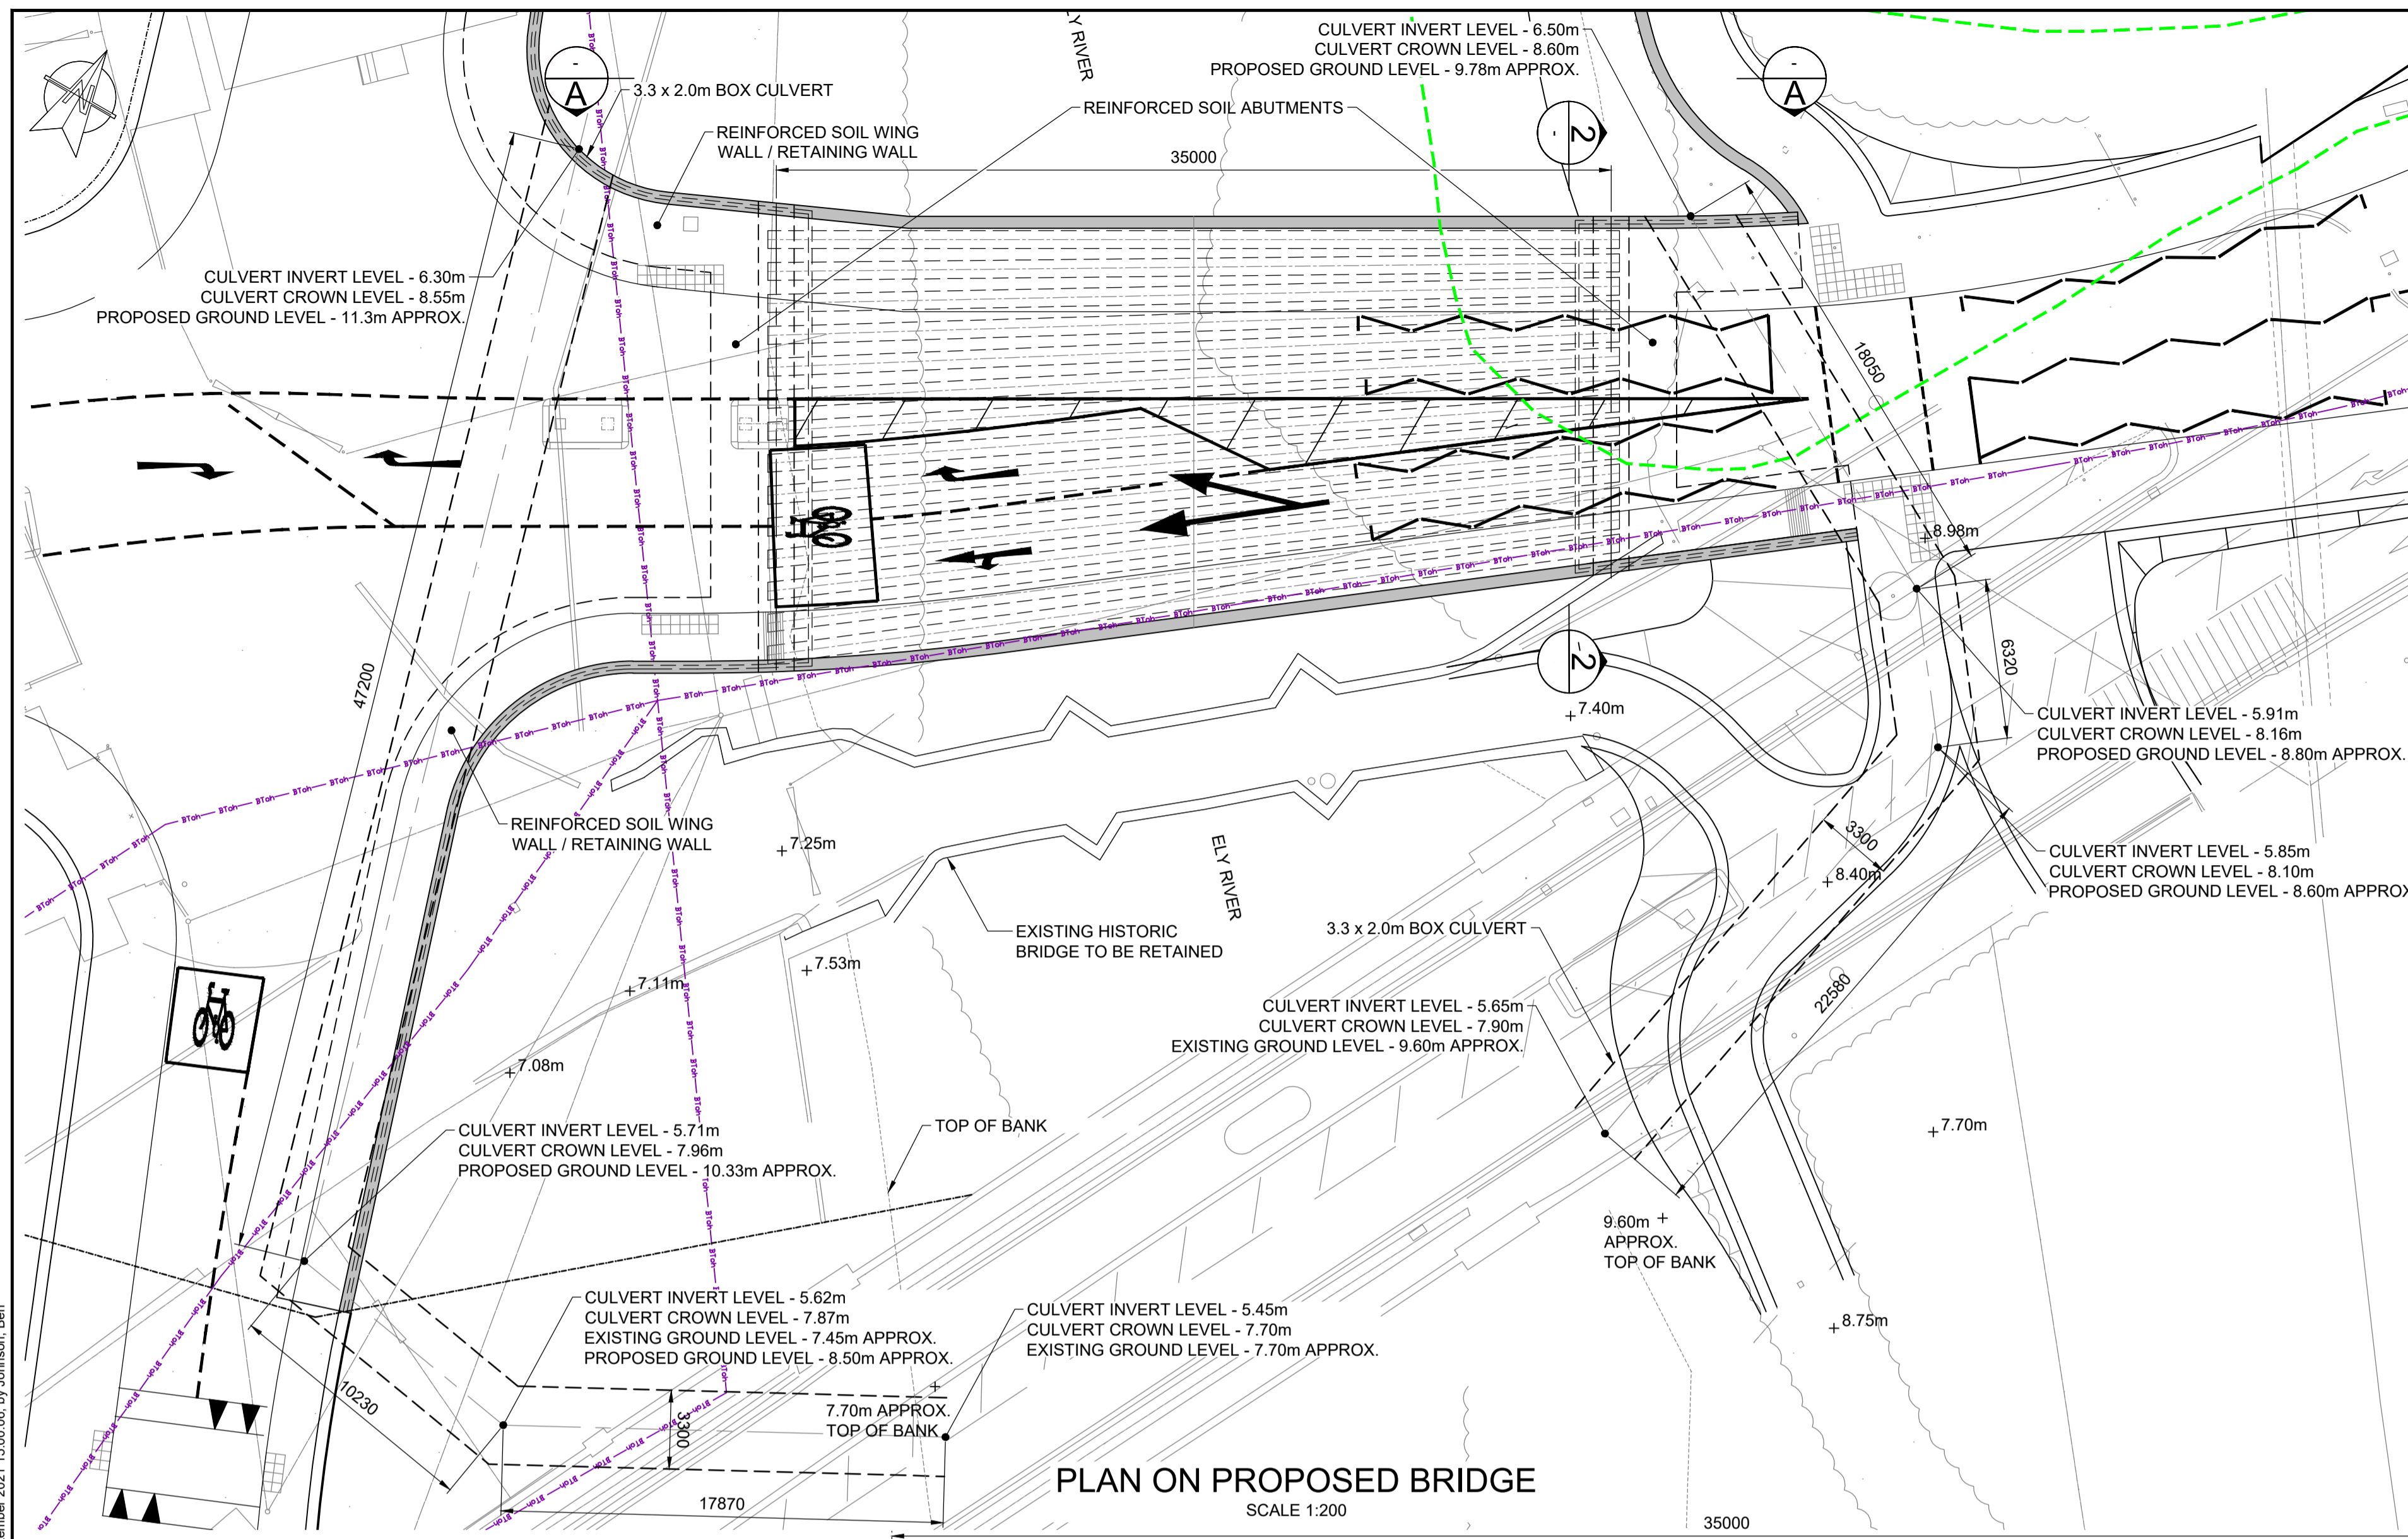 Y RIVER
CULVERT INVERT LEVEL - 6.50m
CULVERT CROWN LEVEL - 8.60m
PROPOSED GROUND LEVEL - 9.78m APPROX.
-
A
3.3 x 2.0m BOX CULVERT
REINFORCED SOIL ABUTMENTS
-
2
-
A
N
REINFORCED SOIL WING
WALL / RETAINING WALL
35000
CULVERT INVERT LEVEL - 6.30m
CULVERT CROWN LEVEL - 8.55m
PROPOSED GROUND LEVEL - 11.3m APPROX.
18050
8.98m
47200
6320
-
2
7.40m
CULVERT INVERT LEVEL - 5.91m
CULVERT CROWN LEVEL - 8.16m
PROPOSED GROUND LEVEL - 8.80m APPROX.
REINFORCED SOIL WING
WALL / RETAINING WALL
7.25m
ELY RIVER
3300
8.40m
CULVERT INVERT LEVEL - 5.85m
CULVERT CROWN LEVEL - 8.10m
PROPOSED GROUND LEVEL - 8.60m APPROX
EXISTING HISTORIC
BRIDGE TO BE RETAINED
3.3 x 2.0m BOX CULVERT
7.53m
7.11m
22580
CULVERT INVERT LEVEL - 5.65m
CULVERT CROWN LEVEL - 7.90m
EXISTING GROUND LEVEL - 9.60m APPROX.
7.08m
CULVERT INVERT LEVEL - 5.71m
CULVERT CROWN LEVEL - 7.96m
PROPOSED GROUND LEVEL - 10.33m APPROX.
TOP OF BANK
7.70m
9.60m
APPROX.
TOP OF BANK
CULVERT INVERT LEVEL - 5.62m
CULVERT CROWN LEVEL - 7.87m
EXISTING GROUND LEVEL - 7.45m APPROX.
PROPOSED GROUND LEVEL - 8.50m APPROX.
CULVERT INVERT LEVEL - 5.45m
CULVERT CROWN LEVEL - 7.70m
EXISTING GROUND LEVEL - 7.70m APPROX.
8.75m
10230
3300
7.70m APPROX.
TOP OF BANK
17870
PLAN ON PROPOSED BRIDGE
SCALE 1:200
35000
BToh